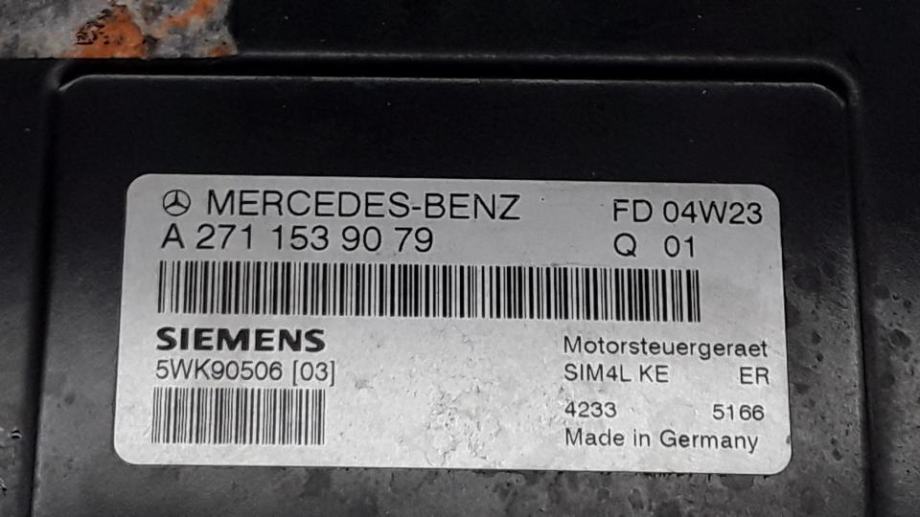 MERCEDES-BENZ FD 04W23
A 271 153 90 79 Q 01
SIEMENS Motorsteuergeraet
5WK90506 [03] SIM4L KE ER
4233 5166
Made in Germany